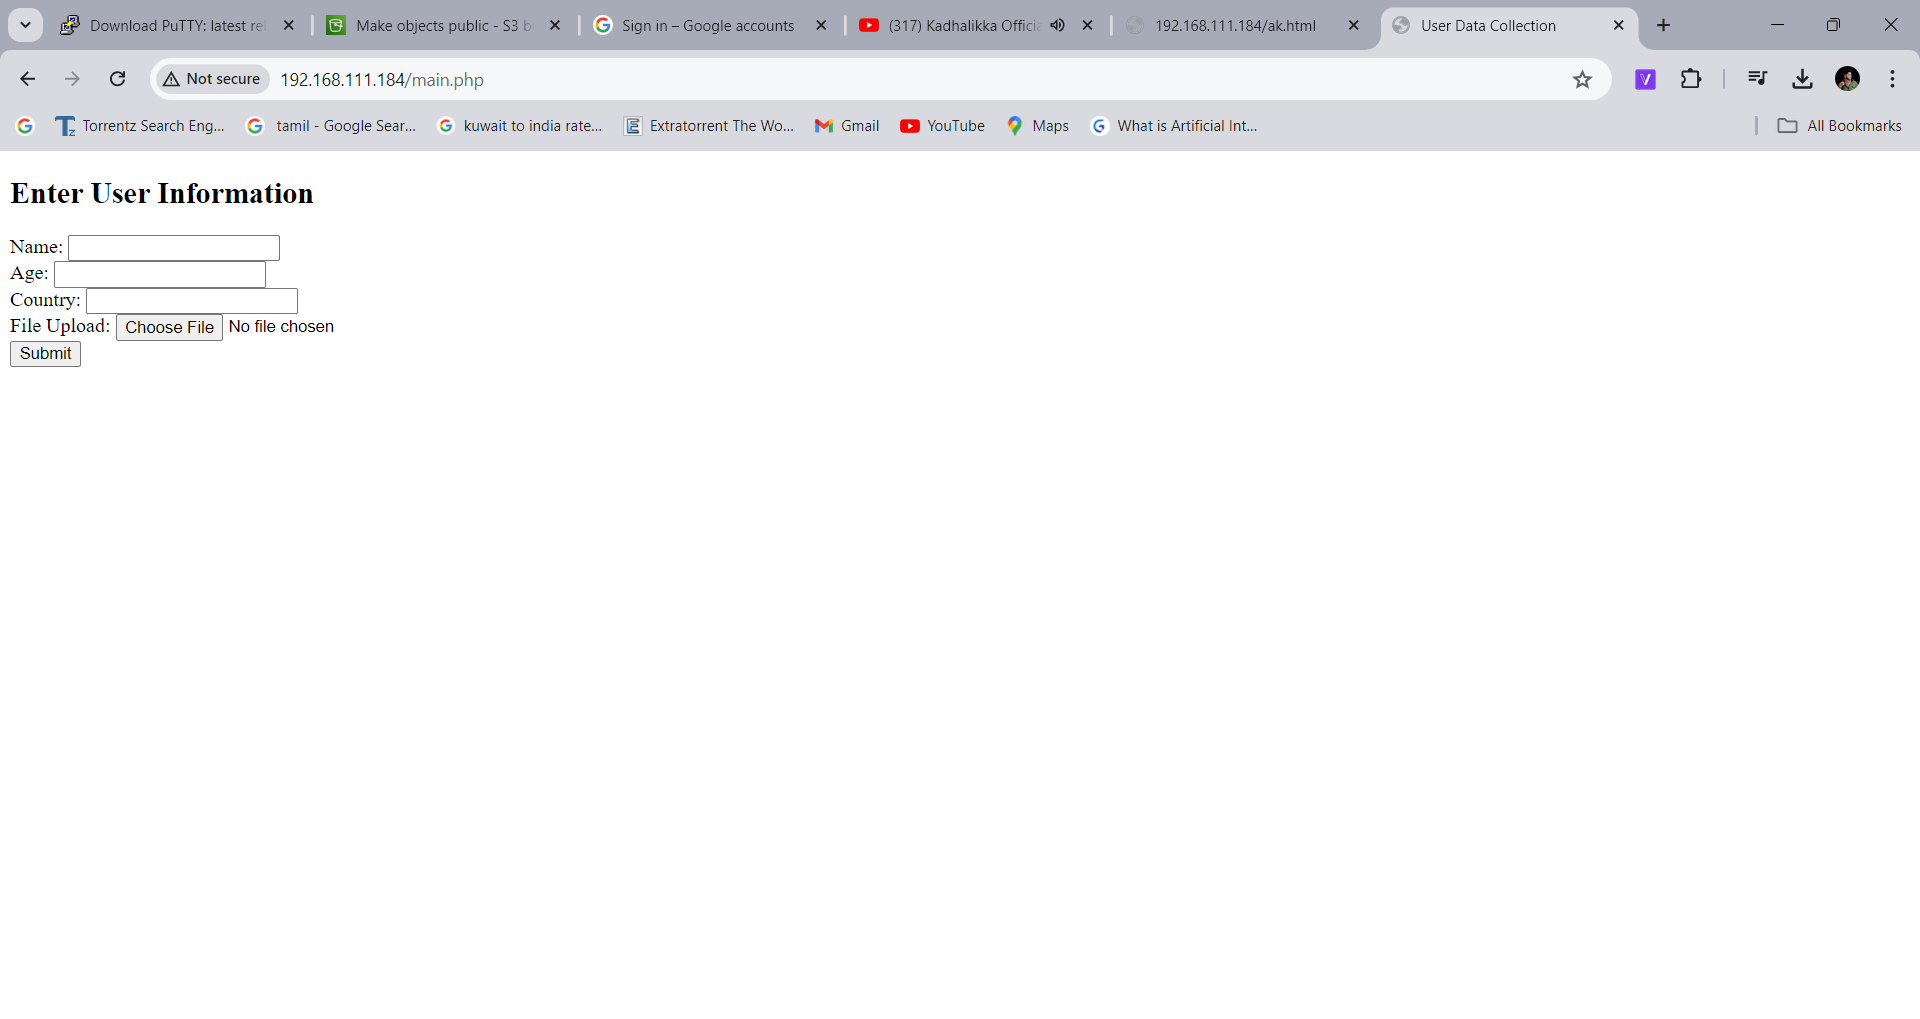 Download PuTTY: latest rel
Make objects public - S3 b
Sign in – Google accounts
(317) Kadhalikka Officia
192.168.111.184/ak.html
User Data Collection
Not secure
192.168.111.184/main.php
Torrentz Search Eng...
tamil - Google Sear...
kuwait to india rate...
Extratorrent The Wo...
Gmail
YouTube
Maps
What is Artificial Int...
All Bookmarks
Enter User Information
Name:
Age:
Country:
File Upload: Choose File No file chosen
Submit